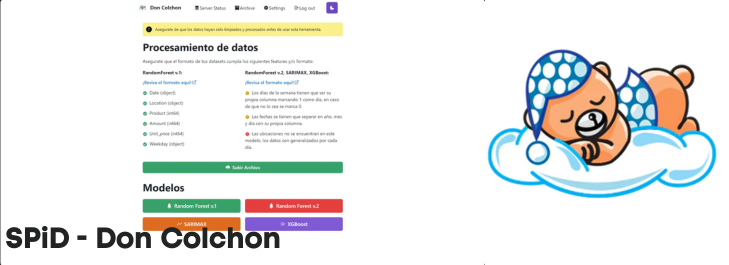 Don Colchon Server Status Archive Settings Log out
Asegurate de que los datos hayan sido limpiados y procesados antes de usar esta herramienta.
Procesamiento de datos
Asegurate que el formato de tus datasets cumpla los siguientes features y/o formato:
RandomForest v.1:
¡Revisa el formato aquí!
Date (object)
Location (object)
Product (int64)
Amount (int64)
Unit_price (int64)
Weekday (object)
RandomForest v.2, SARIMAX, XGBoost:
¡Revisa el formato aquí!
Los días de la semana tienen que ser su
propia columna marcando 1 como día, en caso
de que no lo sea se marca 0.
Las fechas se tienen que separar en año, mes
y día con su propia columna.
Las ubicaciones no se encuentran en este
modelo, los datos son generalizados por cada
día.
Subir Archivo
Modelos
Random Forest v.1
Random Forest v.2
SARIMAX
XGBoost
SPiD - Don Colchon